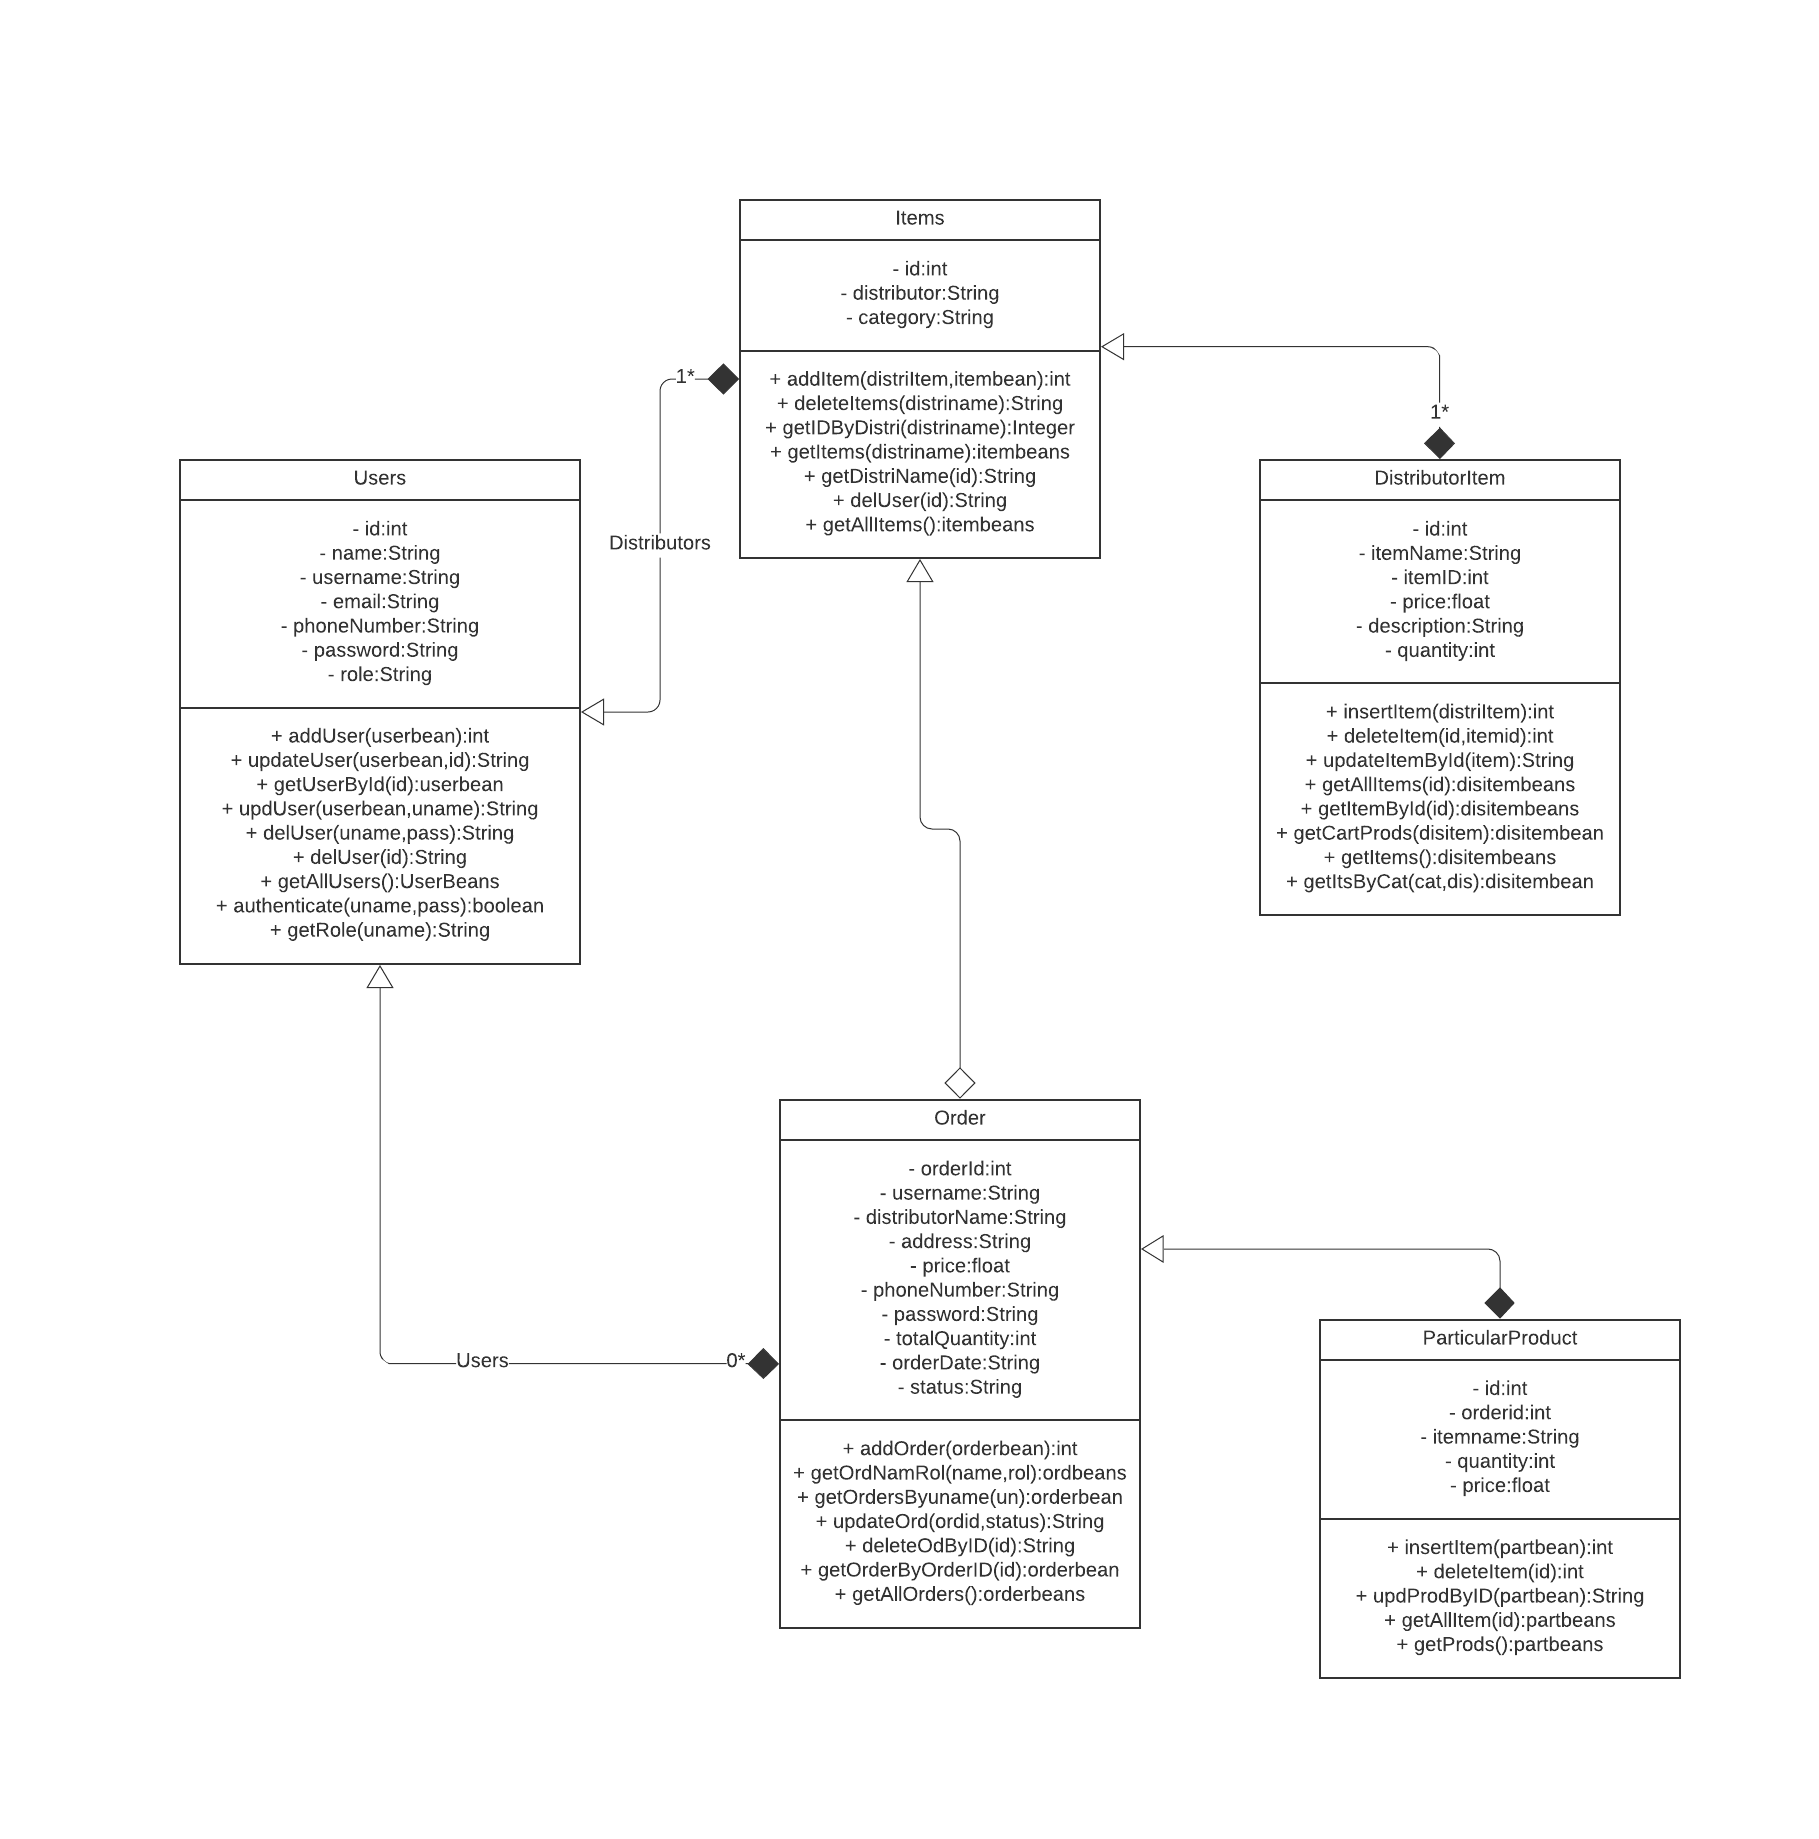 Items
- id:int
- distributor:String
- category:String
+ addItem(distriItem,itembean):int
+ deleteItems(distriname):String
+ getIDByDistri(distriname):Integer
+ getItems(distriname):itembeans
+ getDistriName(id):String
+ delUser(id):String
+ getAllItems():itembeans
1*
Distributors
1*
Users
- id:int
- name:String
- username:String
- email:String
- phoneNumber:String
- password:String
- role:String
+ addUser(userbean):int
+ updateUser(userbean,id):String
+ getUserById(id):userbean
+ updUser(userbean,uname):String
+ delUser(uname,pass):String
+ delUser(id):String
+ getAllUsers():UserBeans
+ authenticate(uname,pass):boolean
+ getRole(uname):String
DistributorItem
- id:int
- itemName:String
- itemID:int
- price:float
- description:String
- quantity:int
+ insertItem(distriItem):int
+ deleteItem(id,itemid):int
+ updateItemById(item):String
+ getAllItems(id):disitembeans
+ getItemById(id):disitembeans
+ getCartProds(disitem):disitembean
+ getItems():disitembeans
+ getItsByCat(cat,dis):disitembean
Users
0*
Order
- orderId:int
- username:String
- distributorName:String
- address:String
- price:float
- phoneNumber:String
- password:String
- totalQuantity:int
- orderDate:String
- status:String
+ addOrder(orderbean):int
+ getOrdNamRol(name,rol):ordbeans
+ getOrdersByuname(un):orderbean
+ updateOrd(ordid,status):String
+ deleteOdByID(id):String
+ getOrderByOrderID(id):orderbean
+ getAllOrders():orderbeans
ParticularProduct
- id:int
- orderid:int
- itemname:String
- quantity:int
- price:float
+ insertItem(partbean):int
+ deleteItem(id):int
+ updProdByID(partbean):String
+ getAllItem(id):partbeans
+ getProds():partbeans